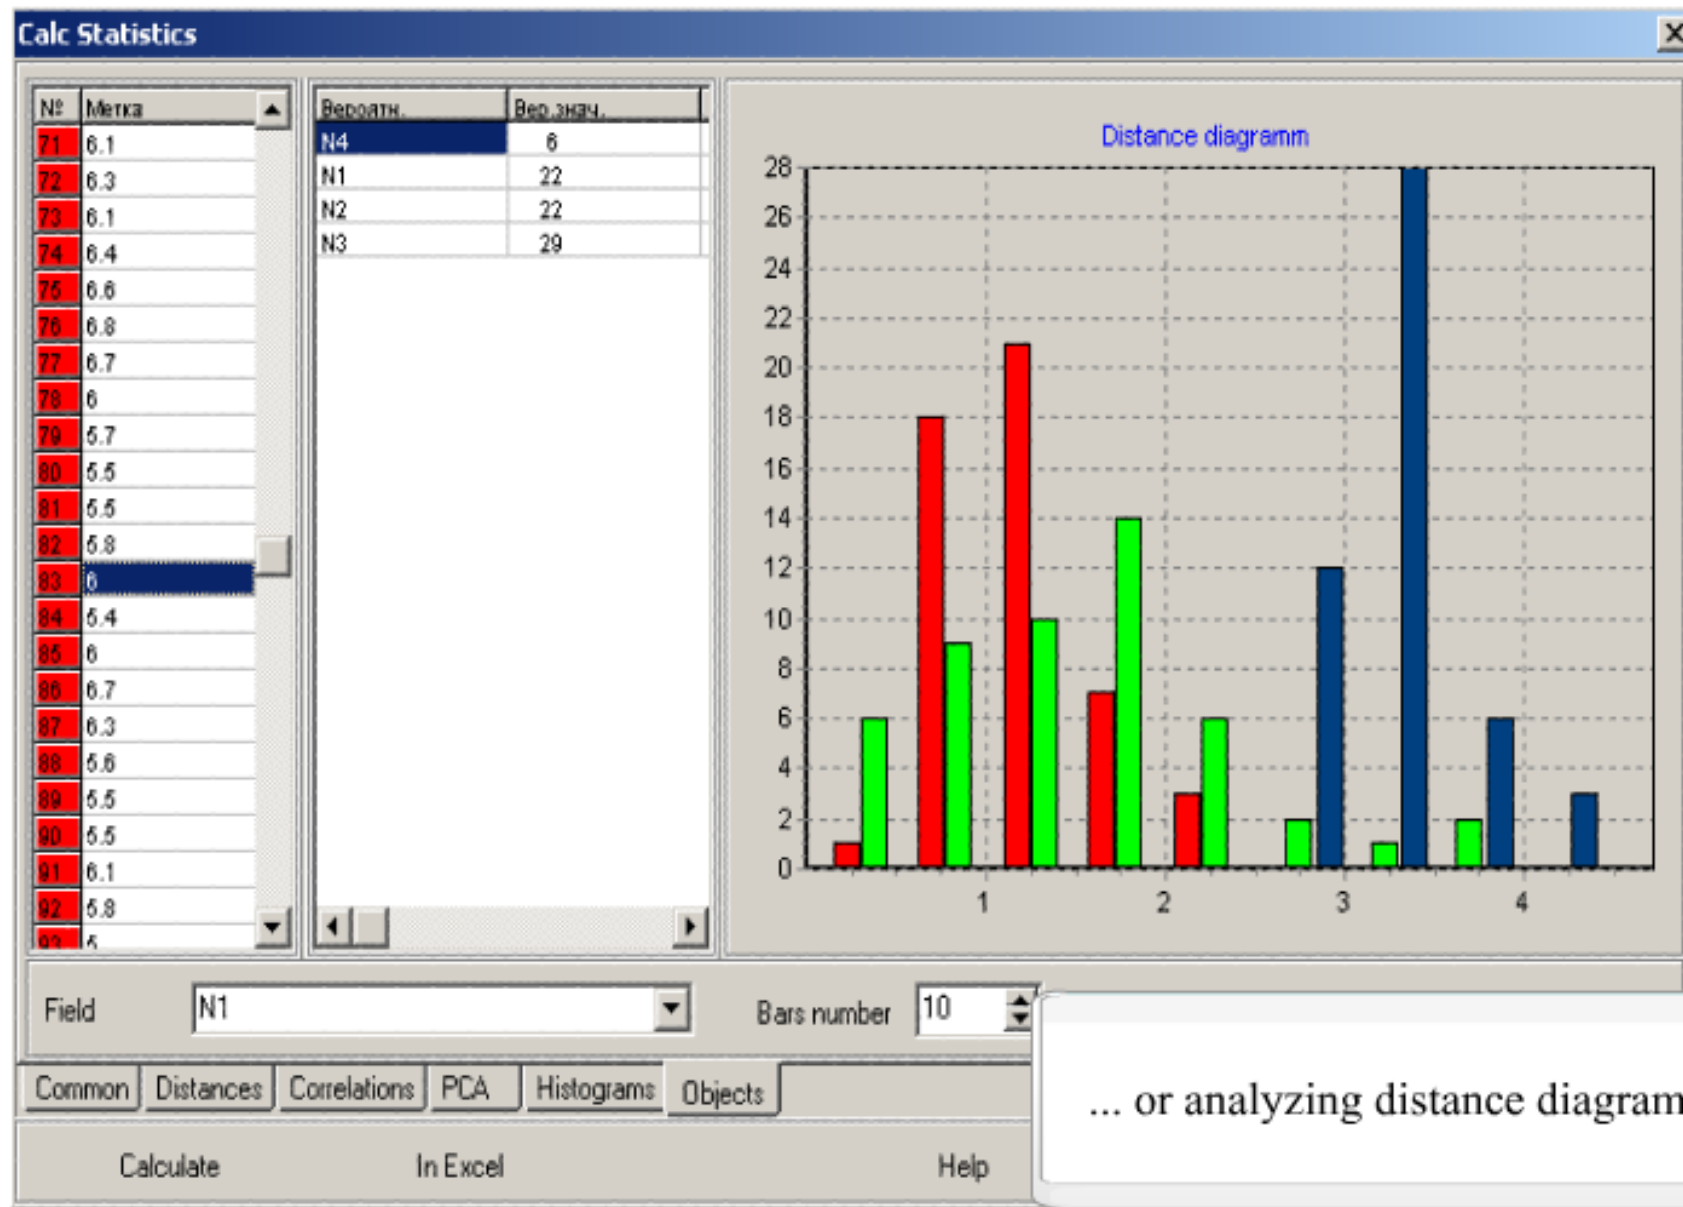 Calc Statistics
№ Метка
71 6.1
72 6.3
73 6.1
74 6.4
75 6.6
76 6.8
77 6.7
78 6
79 5.7
80 5.5
81 5.5
82 5.8
83 6
84 5.4
85 6
86 6.7
87 6.3
88 5.6
89 5.5
90 5.5
91 6.1
92 5.8
93
Вероятн. Вер.знач.
N4 6
N1 22
N2 22
N3 29
Distance diagramm
28
26
24
22
20
18
16
14
12
10
8
6
4
2
0
1 2 3 4
Field N1 Bars number 10
Common Distances Correlations PCA Histograms Objects
... or analyzing distance diagram
Calculate In Excel Help